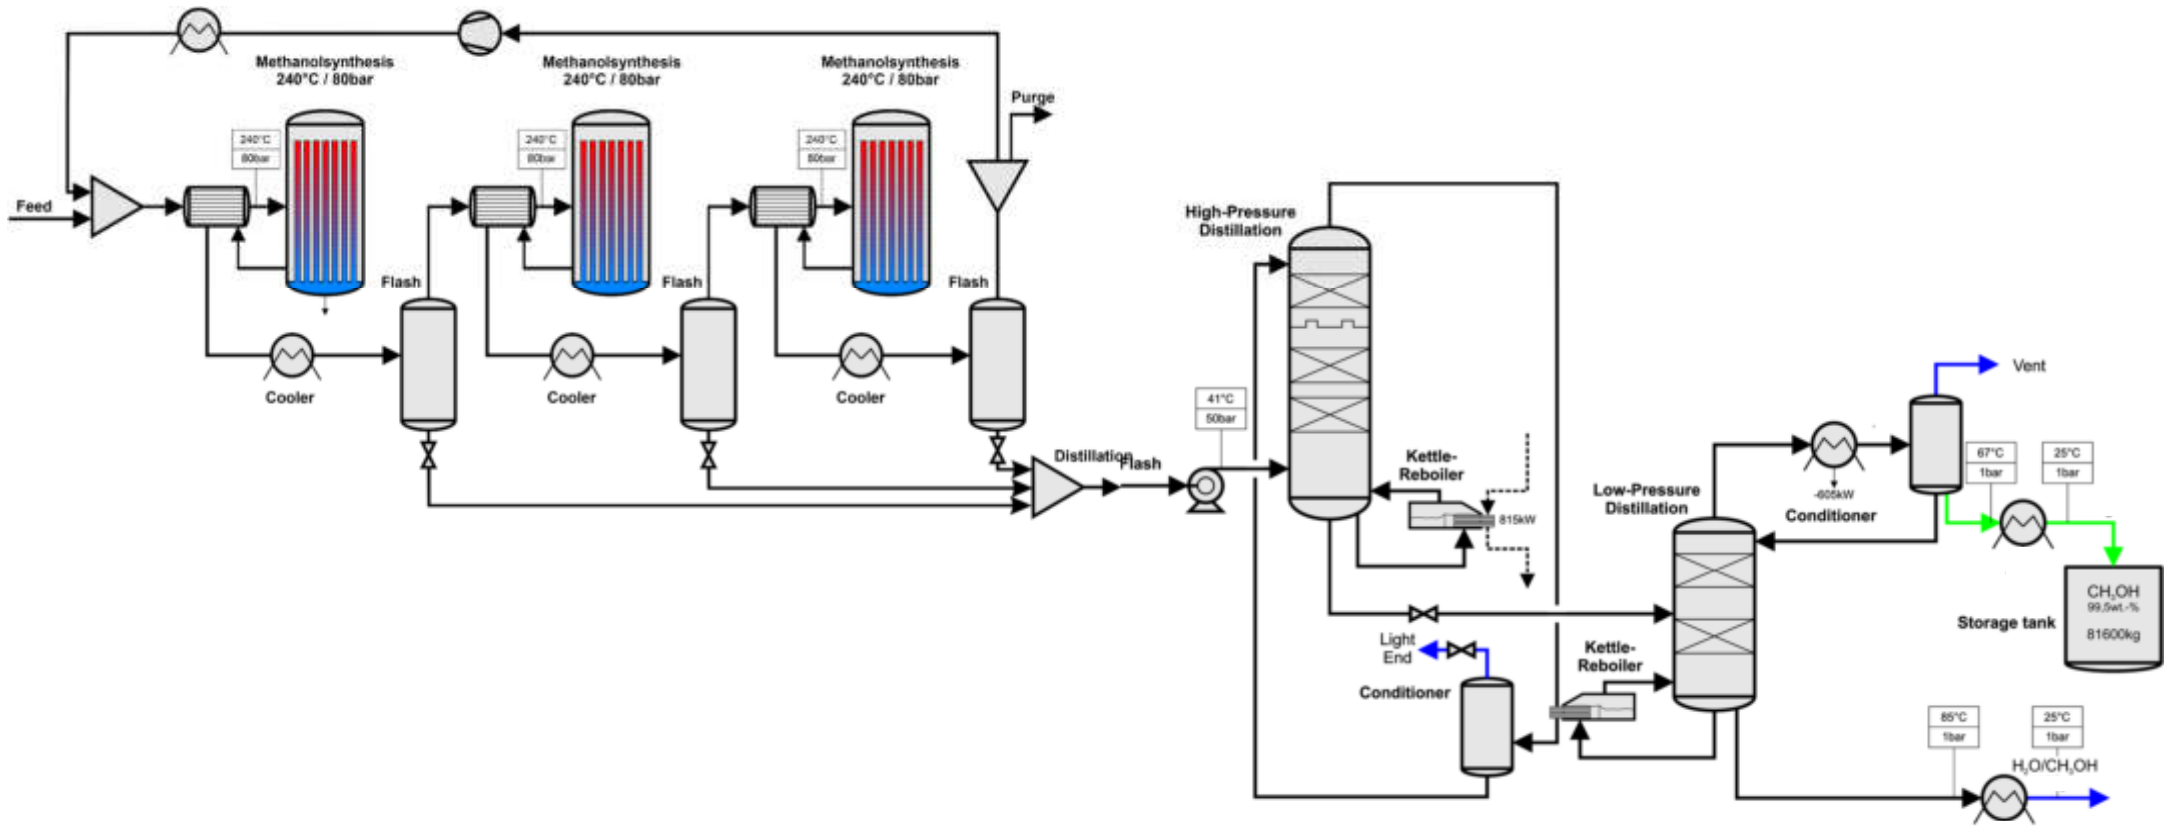 Methanolsynthesis
240°C / 80bar
Methanolsynthesis
240°C / 80bar
Methanolsynthesis
240°C / 80bar
Purge
240°C
80bar
240°C
80bar
240°C
80bar
Feed
Flash
Flash
Flash
Cooler
Cooler
Cooler
Distillation
Flash
41°C
50bar
High-Pressure
Distillation
Kettle-
Reboiler
815kW
Low-Pressure
Distillation
-605kW
Conditioner
Vent
67°C
1bar
25°C
1bar
CH3OH
99,5wt.-%
81600kg
Storage tank
Light
End
Conditioner
Kettle-
Reboiler
85°C
1bar
25°C
1bar
H2O/CH3OH